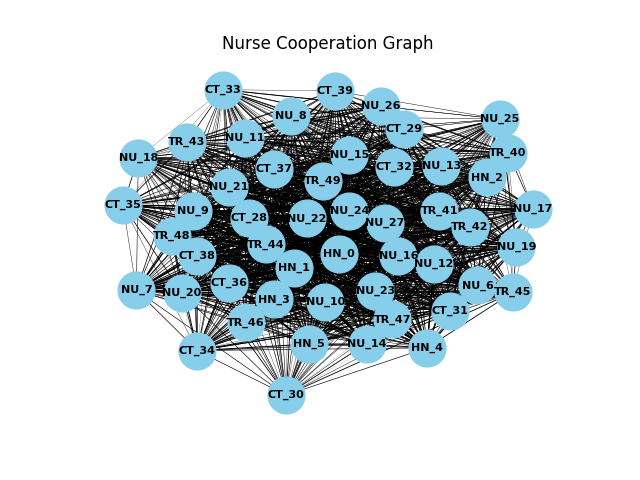 Nurse Cooperation Graph
CT_33
CT_39
NU_26
NU_8
NU_25
CT_29
NU_11
TR_43
TR_40
NU_15
NU_18
CT_32
NU_13
CT_37
HN_2
TR_49
NU_21
CT_35
NU_9
NU_24
TR_41
NU_17
CT_28
NU_22
NU_27
TR_42
TR_48
TR_44
NU_19
HN_0
CT_38
NU_16
NU_12
HN_1
CT_36
NU_6
NU_7
NU_20
NU_23
TR_45
HN_3
NU_10
CT_31
TR_47
TR_46
HN_5
NU_14
HN_4
CT_34
CT_30